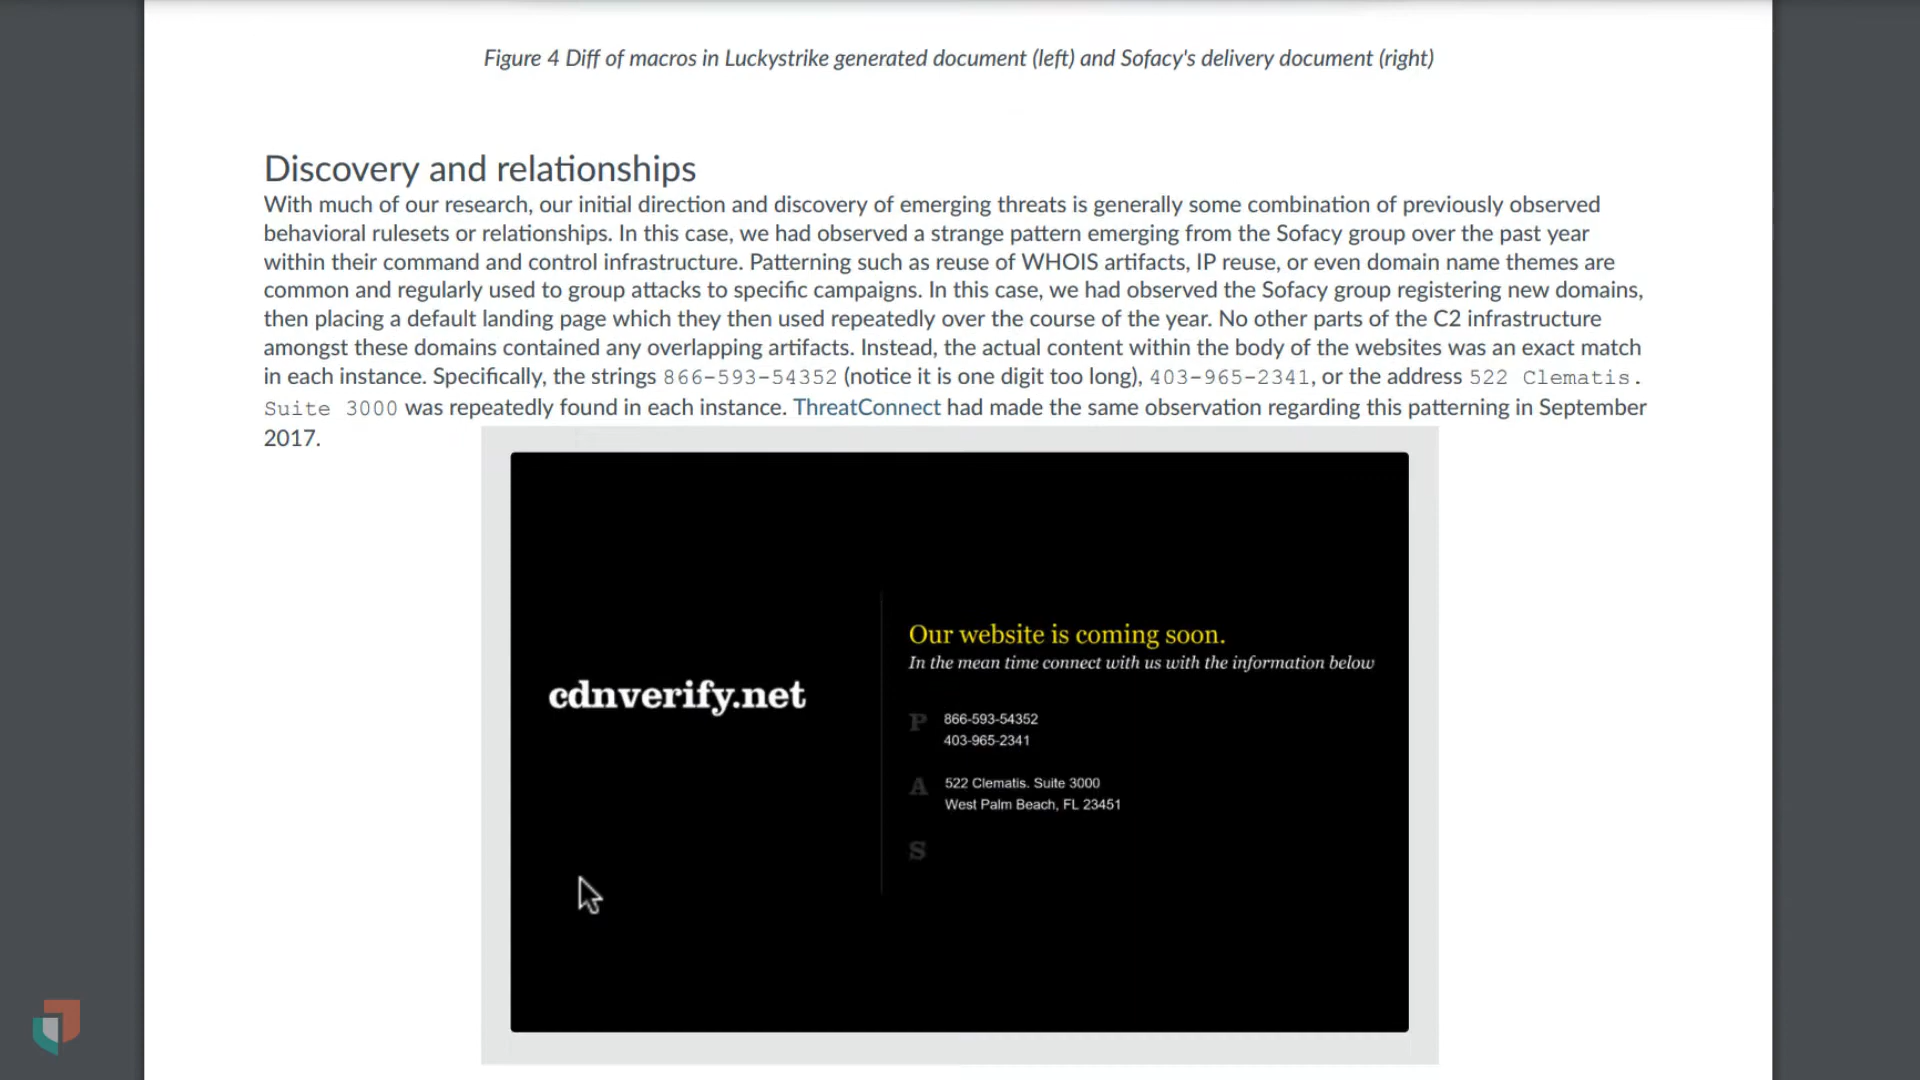 Figure 4 Diff of macros in Luckystrike generated document (left) and Sofacy's delivery document (right)
Discovery and relationships
With much of our research, our initial direction and discovery of emerging threats is generally some combination of previously observed
behavioral rulesets or relationships. In this case, we had observed a strange pattern emerging from the Sofacy group over the past year
within their command and control infrastructure. Patterning such as reuse of WHOIS artifacts, IP reuse, or even domain name themes are
common and regularly used to group attacks to specific campaigns. In this case, we had observed the Sofacy group registering new domains,
then placing a default landing page which they then used repeatedly over the course of the year. No other parts of the C2 infrastructure
amongst these domains contained any overlapping artifacts. Instead, the actual content within the body of the websites was an exact match
in each instance. Specifically, the strings 866-593-54352 (notice it is one digit too long), 403-965-2341, or the address 522 Clematis.
Suite 3000 was repeatedly found in each instance. ThreatConnect had made the same observation regarding this patterning in September
2017.
cdnverify.net
Our website is coming soon.
In the mean time connect with us with the information below
P 866-593-54352
403-965-2341
A 522 Clematis. Suite 3000
West Palm Beach, FL 23451
S